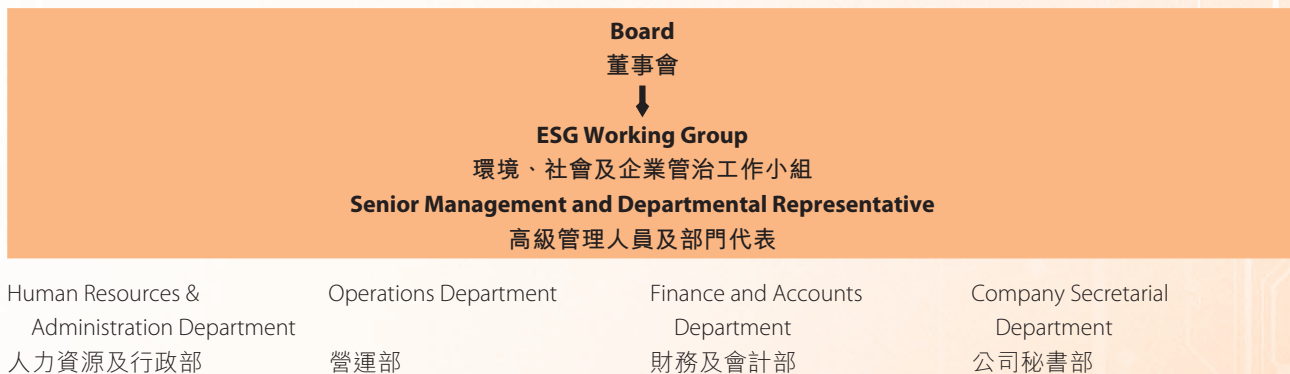 Board
董事會
ESG Working Group
環境、社會及企業管治工作小組
Senior Management and Departmental Representative
高級管理人員及部門代表
Human Resources &
Administration Department
人力資源及行政部
Operations Department
營運部
Finance and Accounts
Department
財務及會計部
Company Secretarial
Department
公司秘書部